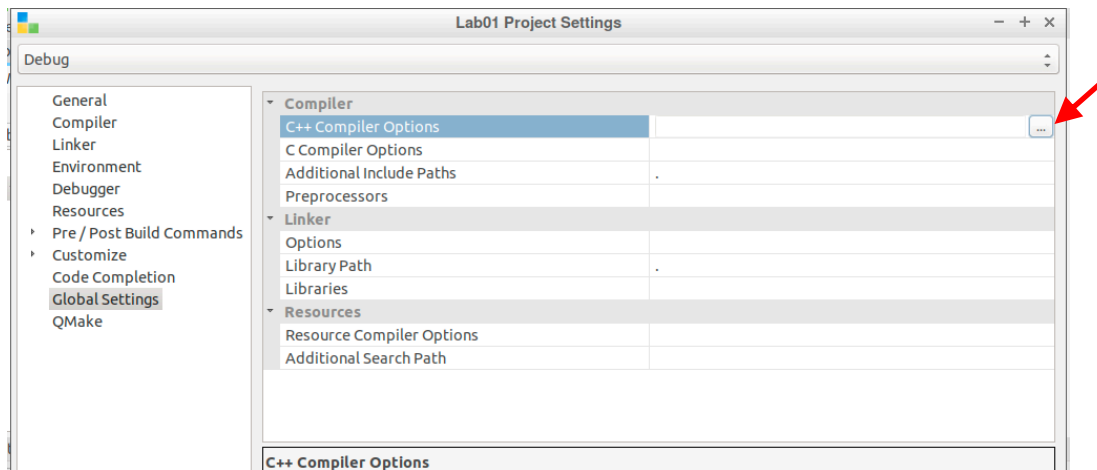 Lab01 Project Settings
Debug
General
Compiler
Linker
Environment
Debugger
Resources
Pre / Post Build Commands
Customize
Code Completion
Global Settings
QMake
Compiler
C++ Compiler Options ...
C Compiler Options
Additional Include Paths .
Preprocessors
Linker
Options
Library Path .
Libraries
Resources
Resource Compiler Options
Additional Search Path
C++ Compiler Options